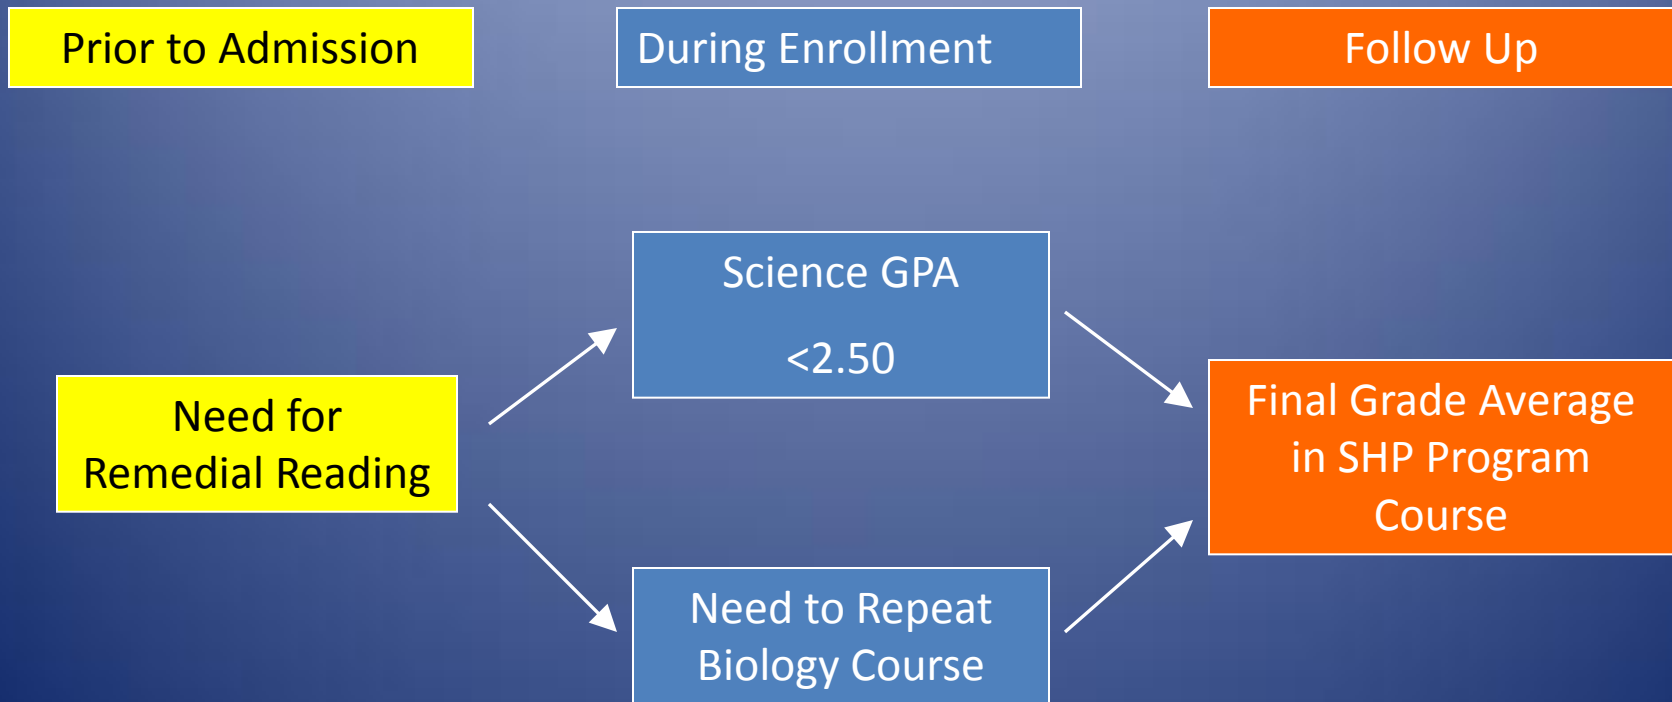 Prior to Admission
During Enrollment
Follow Up
Need for
Remedial Reading
Science GPA
<2.50
Need to Repeat
Biology Course
Final Grade Average
in SHP Program
Course